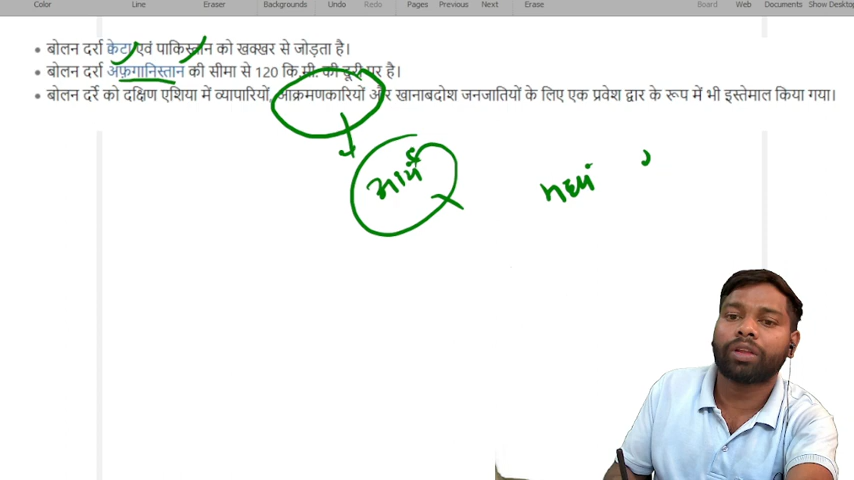 Color Line Eraser Backgrounds Undo Redo Pages Previous Next Erase Board Web Documents Show Desktop
• बोलन दर्रा केटा एवं पाकिस्तान को खक्खर से जोड़ता है।
• बोलन दर्रा अफ़गानिस्तान की सीमा से 120 कि.मी. की दूरी पर है।
• बोलन दर्रे को दक्षिण एशिया में व्यापारियों, आक्रमणकारियों और खानाबदोश जनजातियों के लिए एक प्रवेश द्वार के रूप में भी इस्तेमाल किया गया।
आर्य